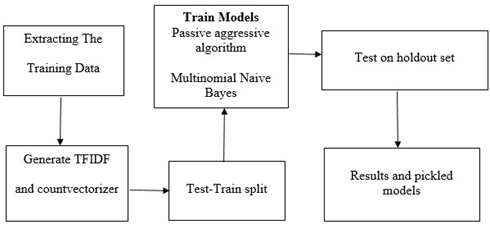 Extracting The
Training Data
Generate TFIDF
and countvectorizer
Test-Train split
Train Models
Passive aggressive
algorithm
Multinomial Naive
Bayes
Test on holdout set
Results and pickled
models